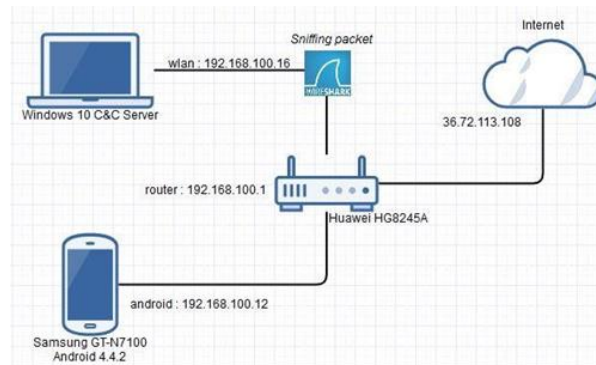 Internet
Sniffing packet
wlan : 192.168.100.16
WIRESHARK
Windows 10 C&C Server
36.72.113.108
router : 192.168.100.1
Huawei HG8245A
android : 192.168.100.12
Samsung GT-N7100
Android 4.4.2